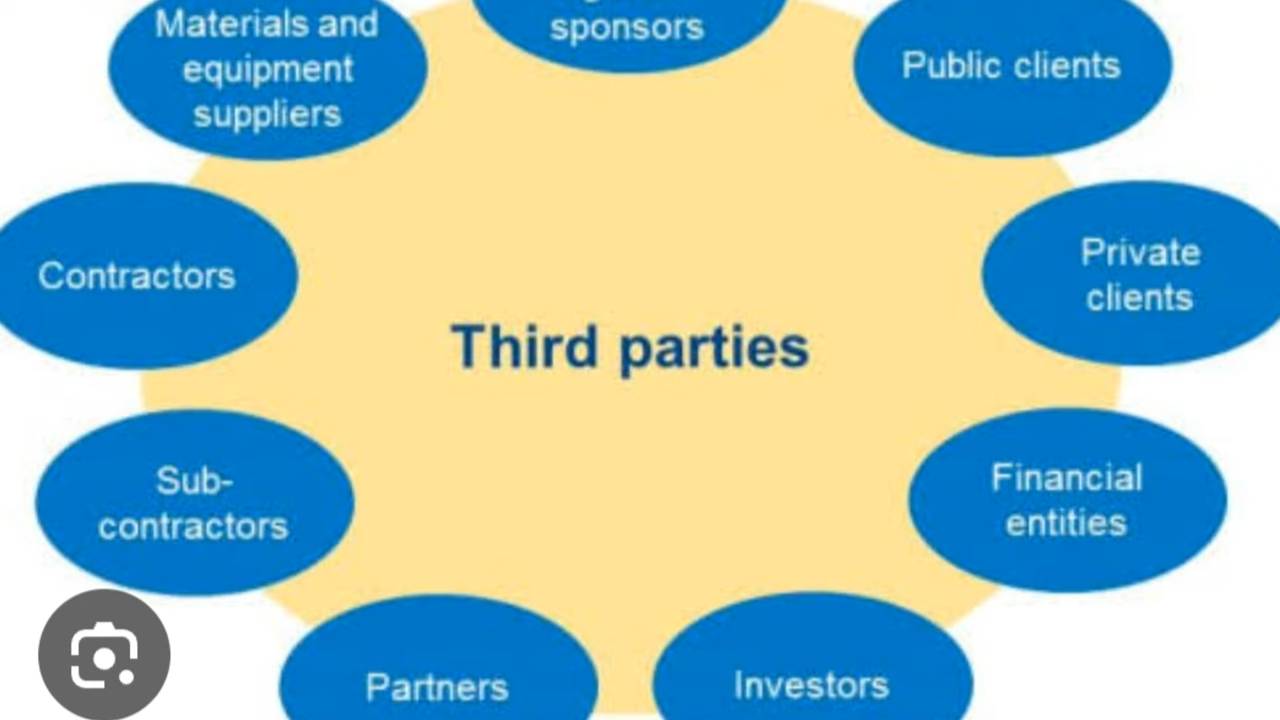 sponsors
Materials and
equipment
suppliers
Public clients
Contractors
Private
clients
Third parties
Sub-
contractors
Financial
entities
Partners
Investors